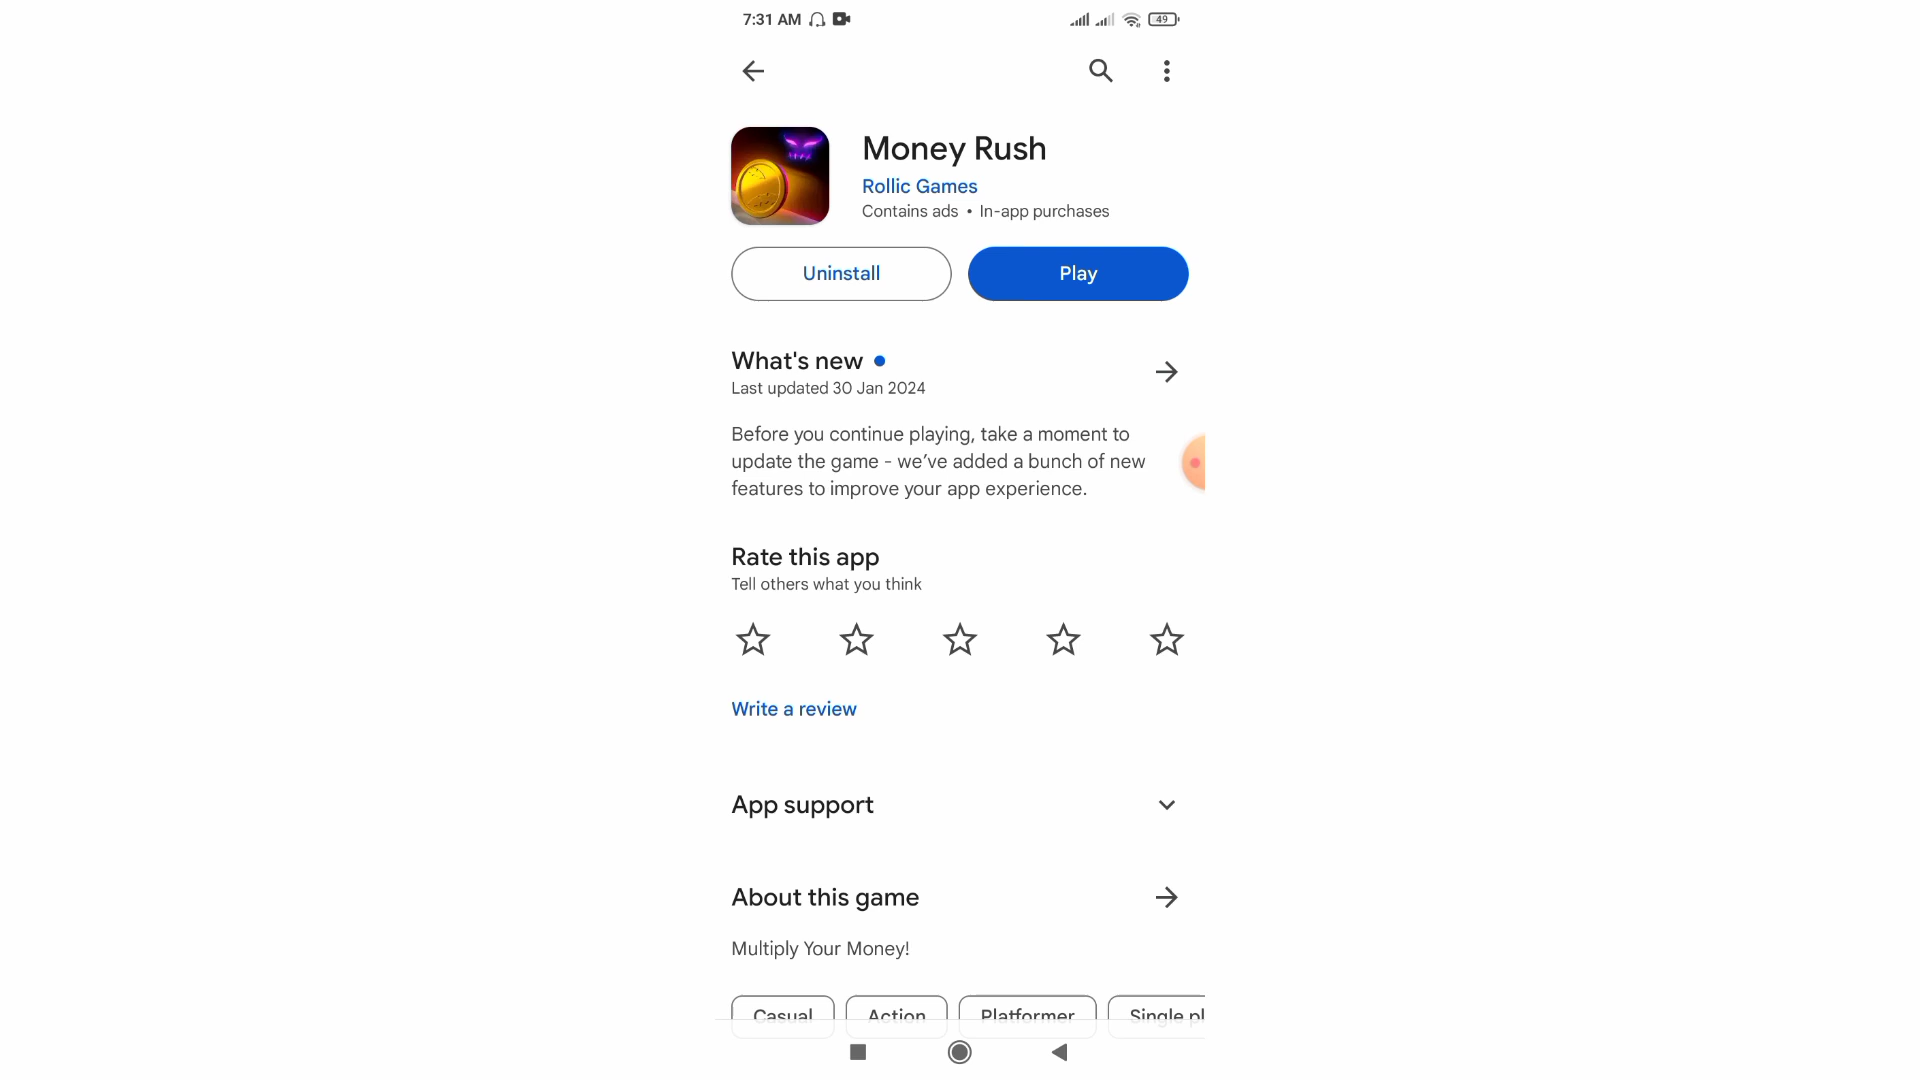 7:31 AM
49
Money Rush
Rollic Games
Contains ads • In-app purchases
Uninstall
Play
What's new
Last updated 30 Jan 2024
Before you continue playing, take a moment to
update the game - we’ve added a bunch of new
features to improve your app experience.
Rate this app
Tell others what you think
Write a review
App support
About this game
Multiply Your Money!
Casual Action Platformer Single pl